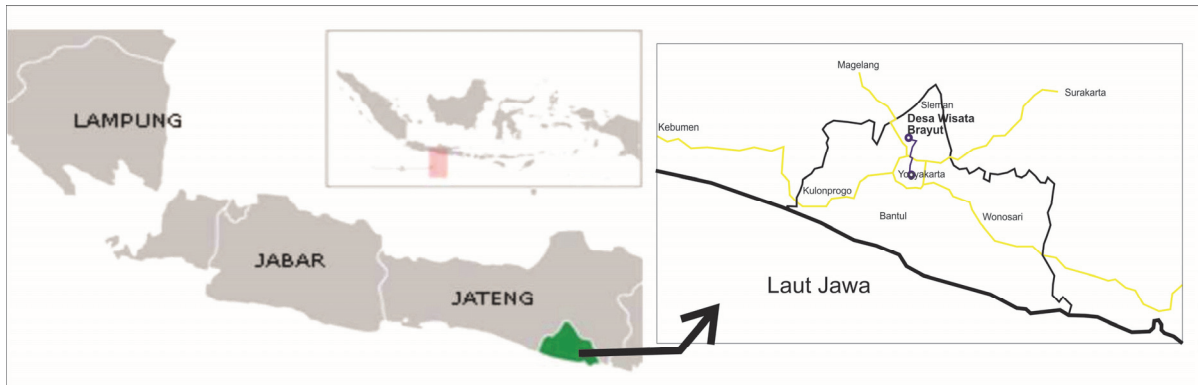 LAMPUNG
JABAR
JATENG
Magelang
Surakarta
Sleman
Desa Wisata
Brayut
Kebumen
Yogyakarta
Kulonprogo
Bantul
Wonosari
Laut Jawa